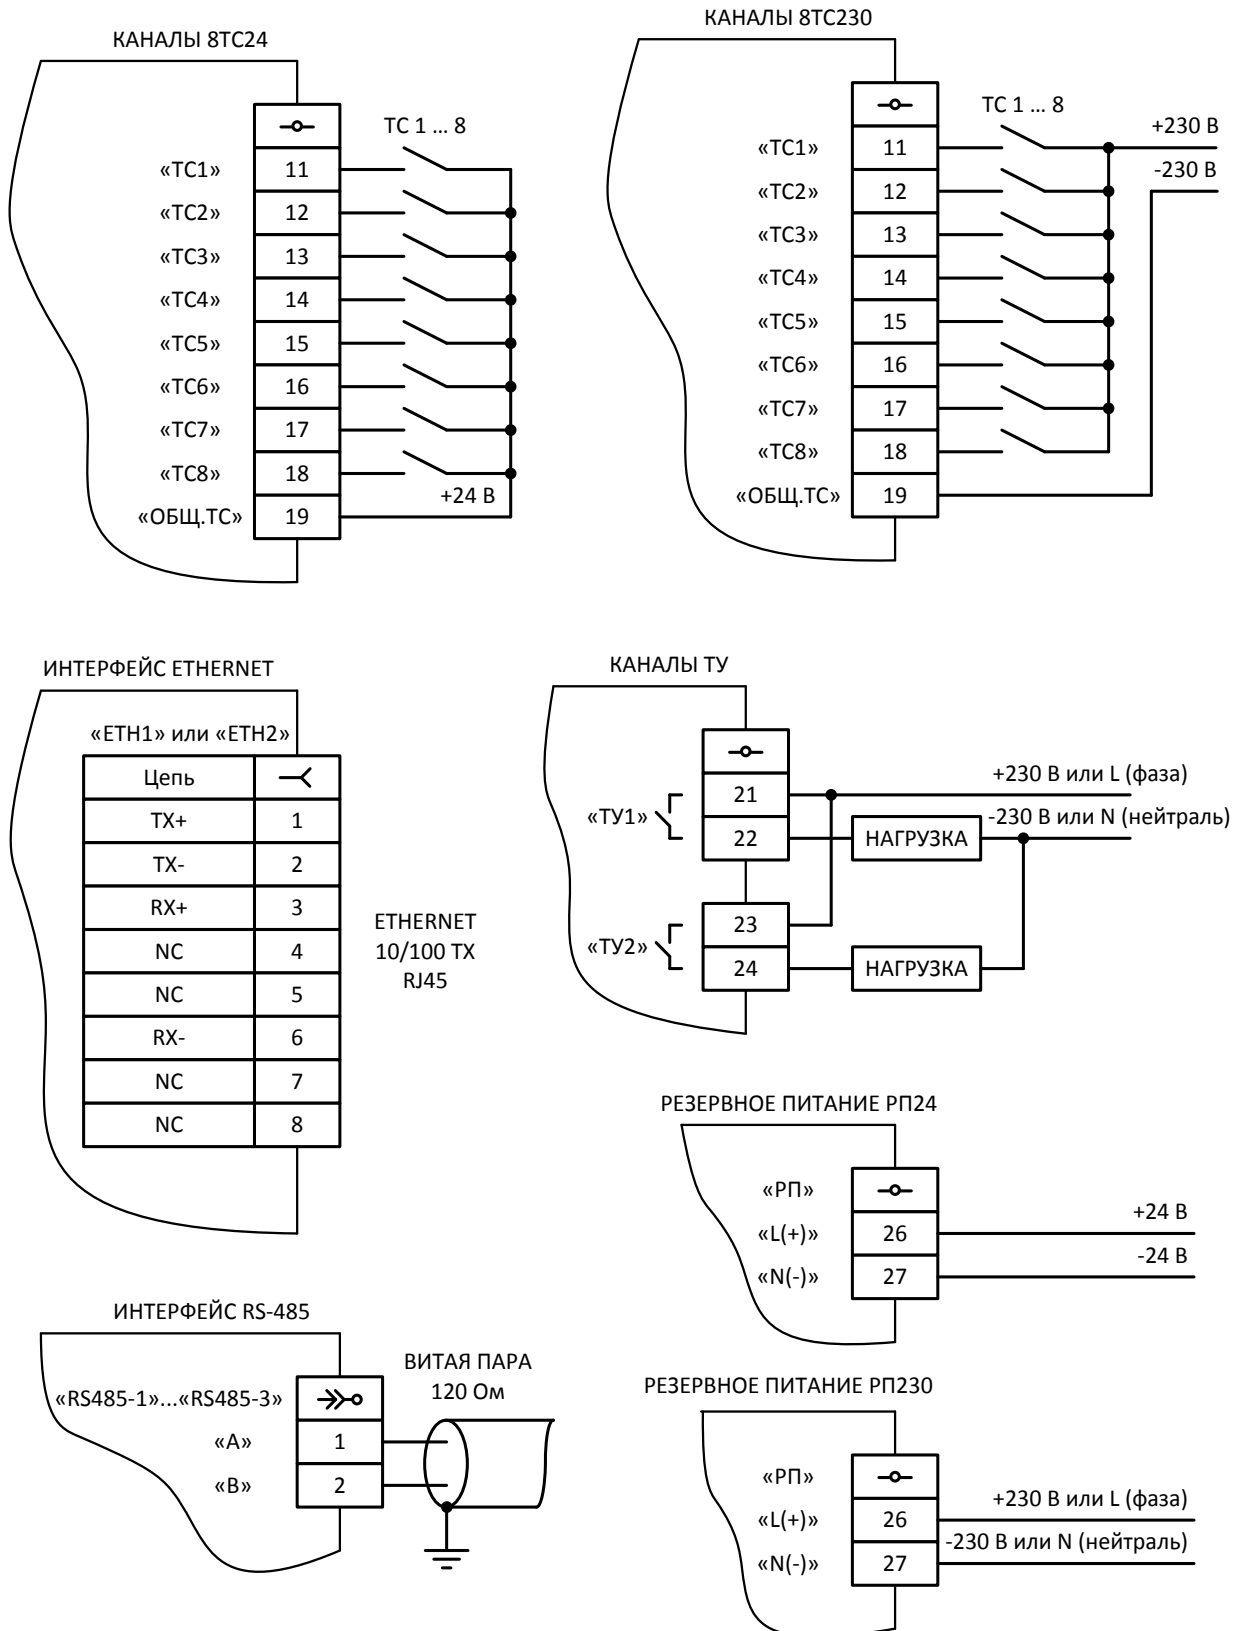 КАНАЛЫ 8ТС24
ТС 1 ... 8
«ТС1» 11
«ТС2» 12
«ТС3» 13
«ТС4» 14
«ТС5» 15
«ТС6» 16
«ТС7» 17
«ТС8» 18
+24 В
«ОБЩ.ТС» 19
КАНАЛЫ 8ТС230
ТС 1 ... 8
+230 В
«ТС1» 11
-230 В
«ТС2» 12
«ТС3» 13
«ТС4» 14
«ТС5» 15
«ТС6» 16
«ТС7» 17
«ТС8» 18
«ОБЩ.ТС» 19
ИНТЕРФЕЙС ETHERNET
«ETH1» или «ETH2»
Цепь
TX+ 1
TX- 2
RX+ 3
NC 4
NC 5
RX- 6
NC 7
NC 8
ETHERNET
10/100 TX
RJ45
КАНАЛЫ ТУ
+230 В или L (фаза)
21
«ТУ1»
-230 В или N (нейтраль)
22 НАГРУЗКА
23
«ТУ2»
24 НАГРУЗКА
РЕЗЕРВНОЕ ПИТАНИЕ РП24
«РП»
+24 В
«L(+)» 26
-24 В
«N(-)» 27
ИНТЕРФЕЙС RS-485
ВИТАЯ ПАРА
120 Ом
«RS485-1»...«RS485-3»
«A» 1
«B» 2
РЕЗЕРВНОЕ ПИТАНИЕ РП230
«РП»
+230 В или L (фаза)
«L(+)» 26
-230 В или N (нейтраль)
«N(-)» 27